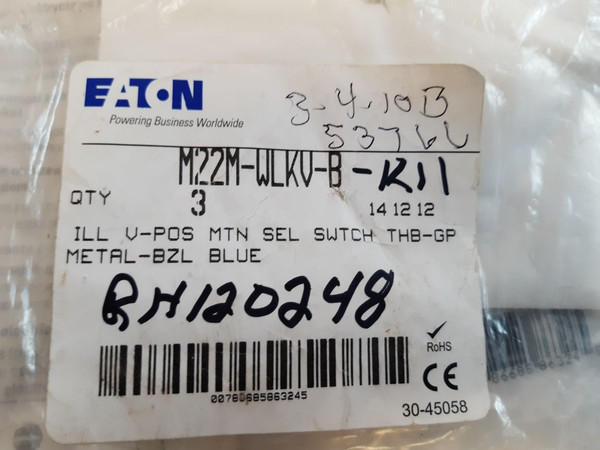 EATON
Powering Business Worldwide
3-4-10B
M22M-WLKV-B -K11
QTY 3 14 12 12
ILL V-POS MTN SEL SWTCH THB-GP
METAL-BZL BLUE
RH120248
RoHS
CE
00786685863245
30-45058